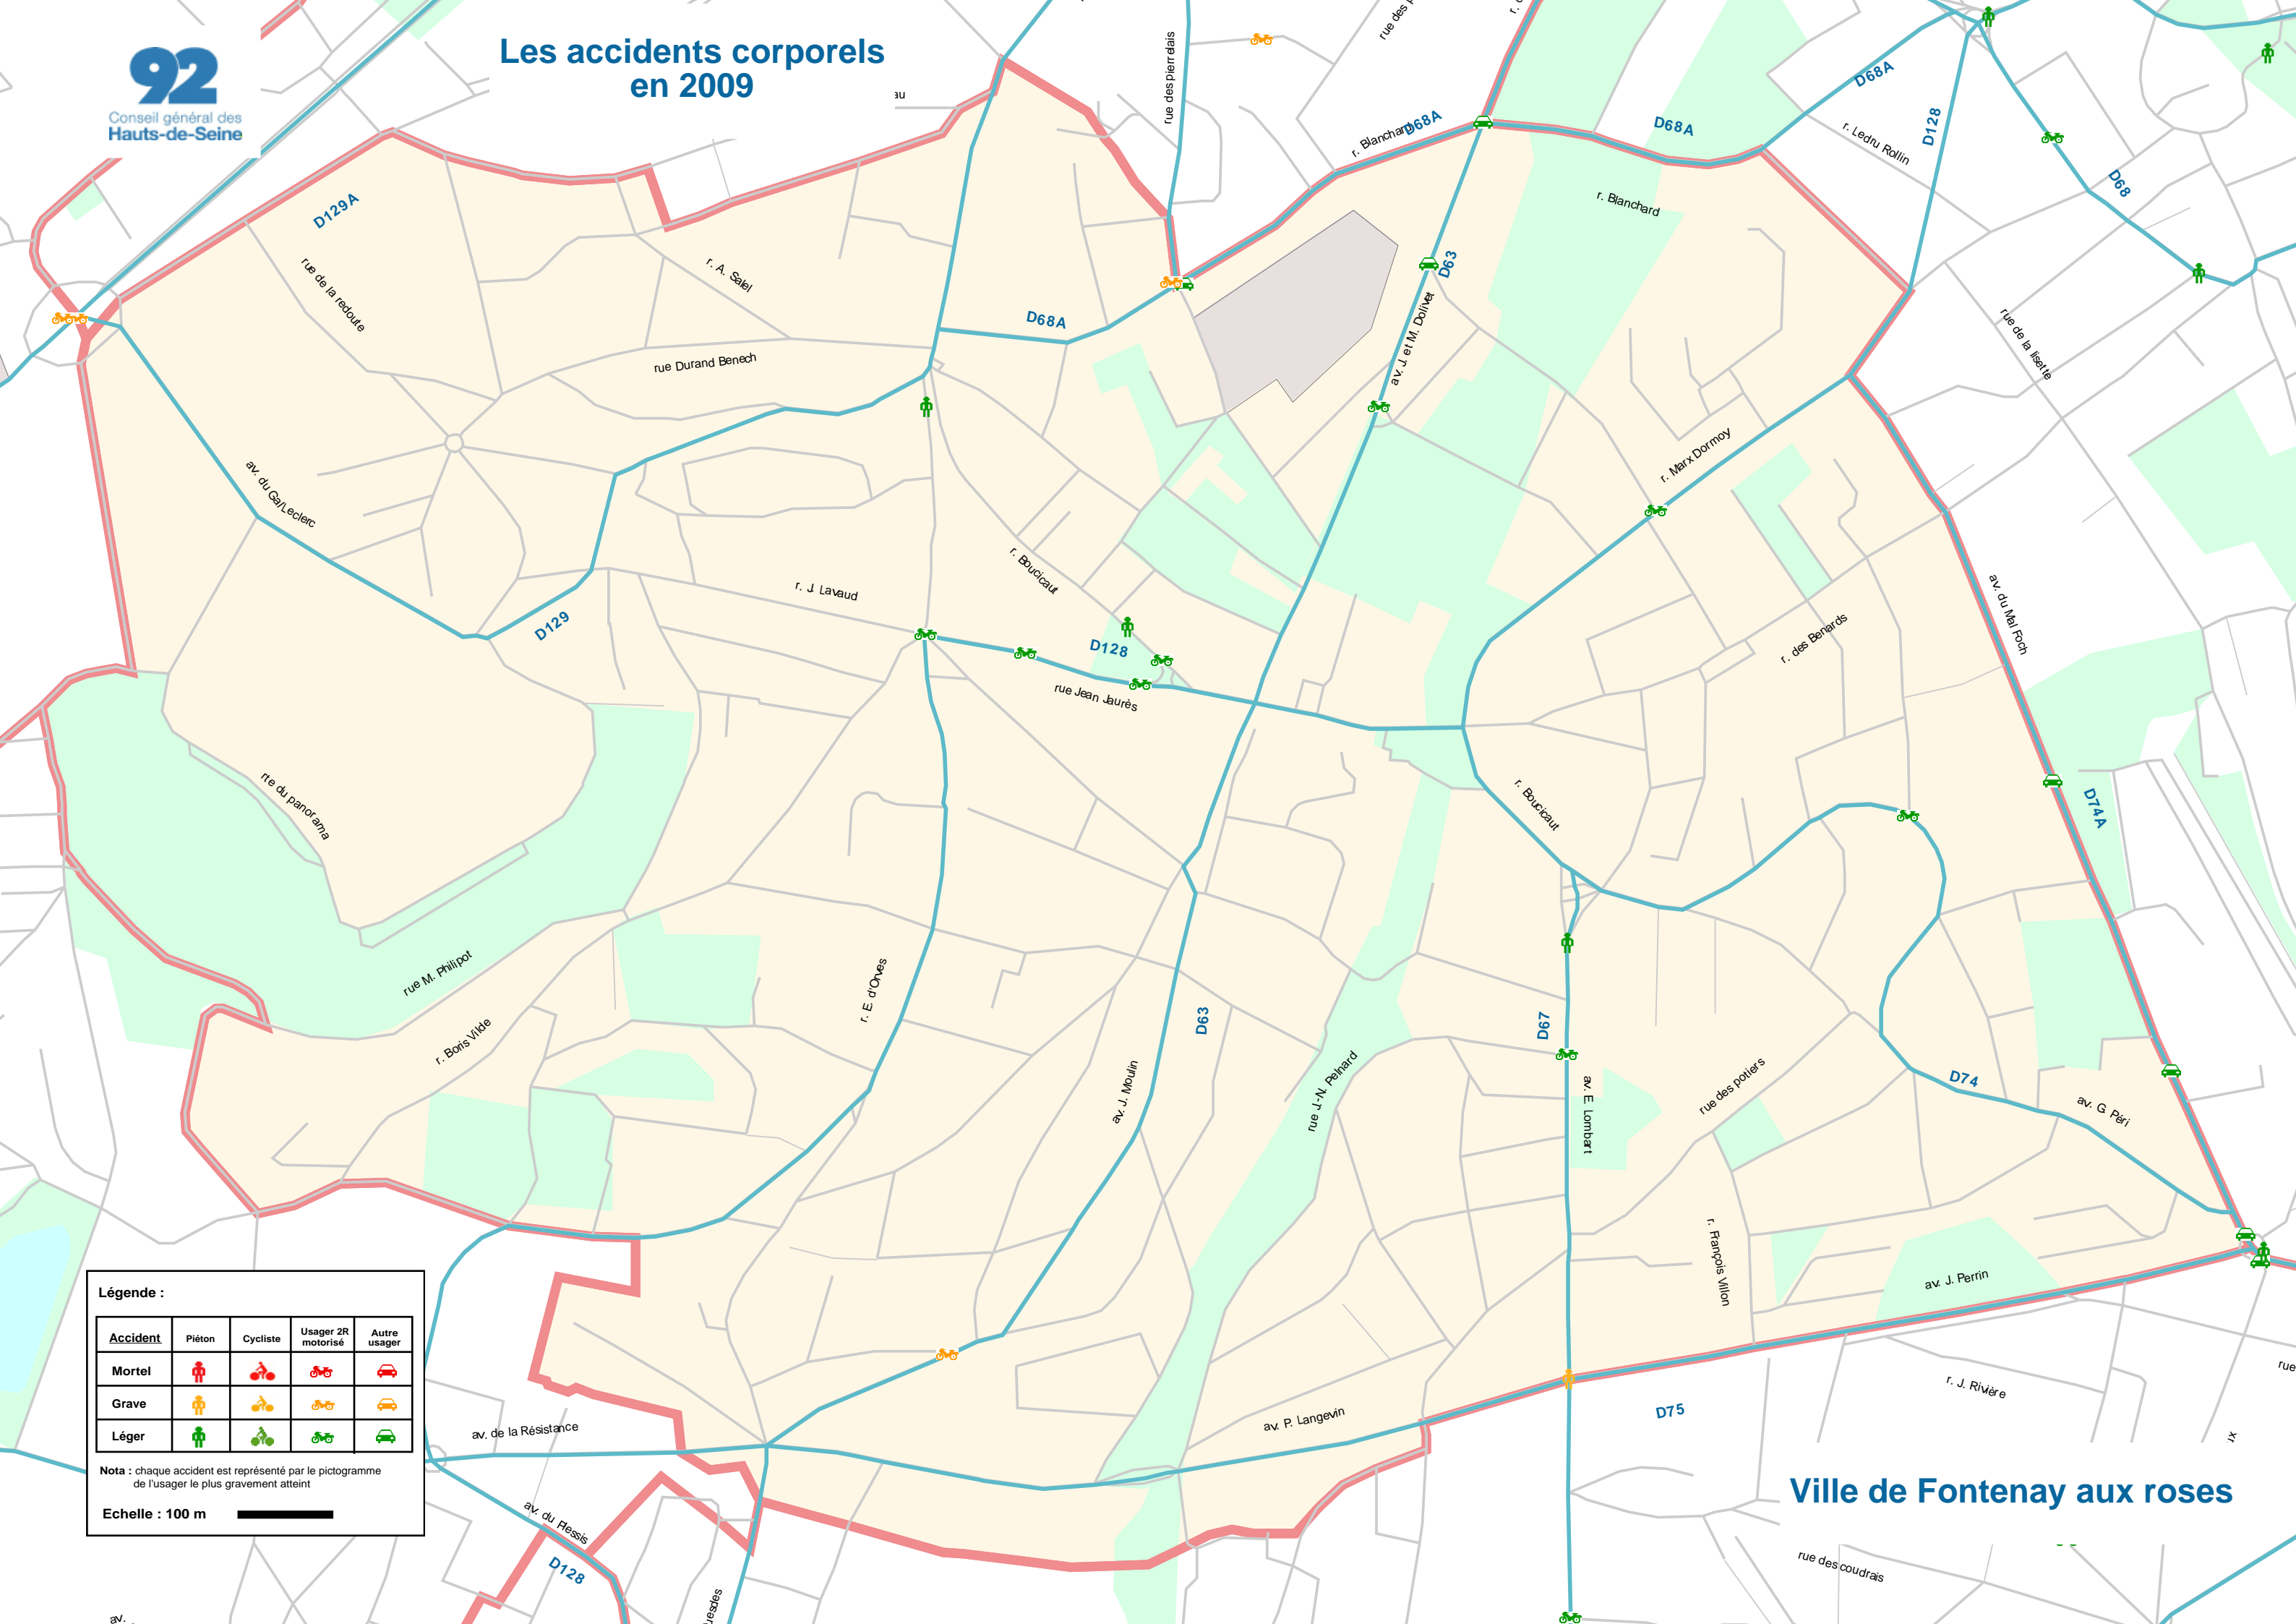 92
Conseil général des
Hauts-de-Seine
Les accidents corporels
en 2009
au
rue des pierrelais
r. Blanchard
D68A
D68A
D68A
r. Ledru Rollin
D128
D68
r. Blanchard
D129A
rue de la redoute
r. A. Salel
rue Durand Benech
D68A
D63
av. J. et M. Dolivet
rue de la lisette
r. Marx Dormoy
av. du Gal Leclerc
D129
r. J. Lavaud
r. Boucicaut
D128
rue Jean Jaurès
r. des Benards
av. du Mal Foch
D74A
rte du panorama
r. Boucicaut
rue M. Philipot
r. Boris Vilde
r. E. d'Orves
D63
av. J. Moulin
rue J.-N. Pelnard
D67
av. E. Lombart
rue des potiers
D74
av. G. Péri
r. François Villon
av. J. Perrin
r. J. Rivière
rue
D75
av. P. Langevin
av. de la Résistance
av. du Plessis
D128
av.
uesdes
rue des coudrais
ux
Ville de Fontenay aux roses
Légende :
Accident Piéton Cycliste Usager 2R motorisé Autre usager
Mortel
Grave
Léger
Nota : chaque accident est représenté par le pictogramme
de l'usager le plus gravement atteint
Echelle : 100 m